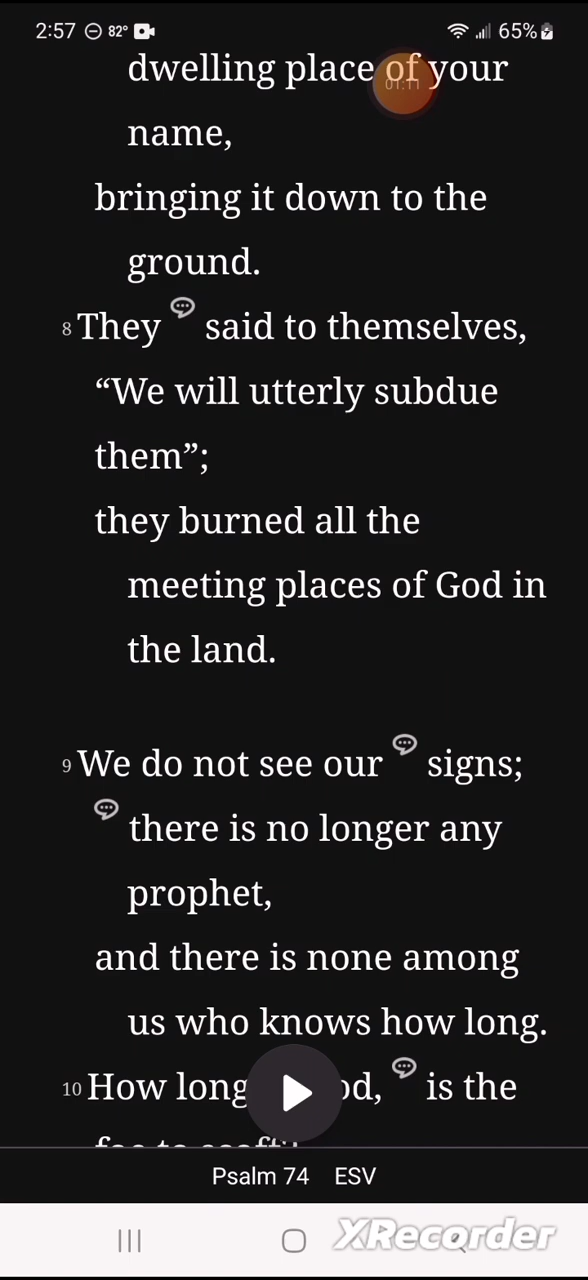 2:57 82° 65%
dwelling place of your
01:11
name,
bringing it down to the
ground.
8 They said to themselves,
“We will utterly subdue
them”;
they burned all the
meeting places of God in
the land.
9 We do not see our signs;
there is no longer any
prophet,
and there is none among
us who knows how long.
10 How long is the
Psalm 74 ESV
XRecorder